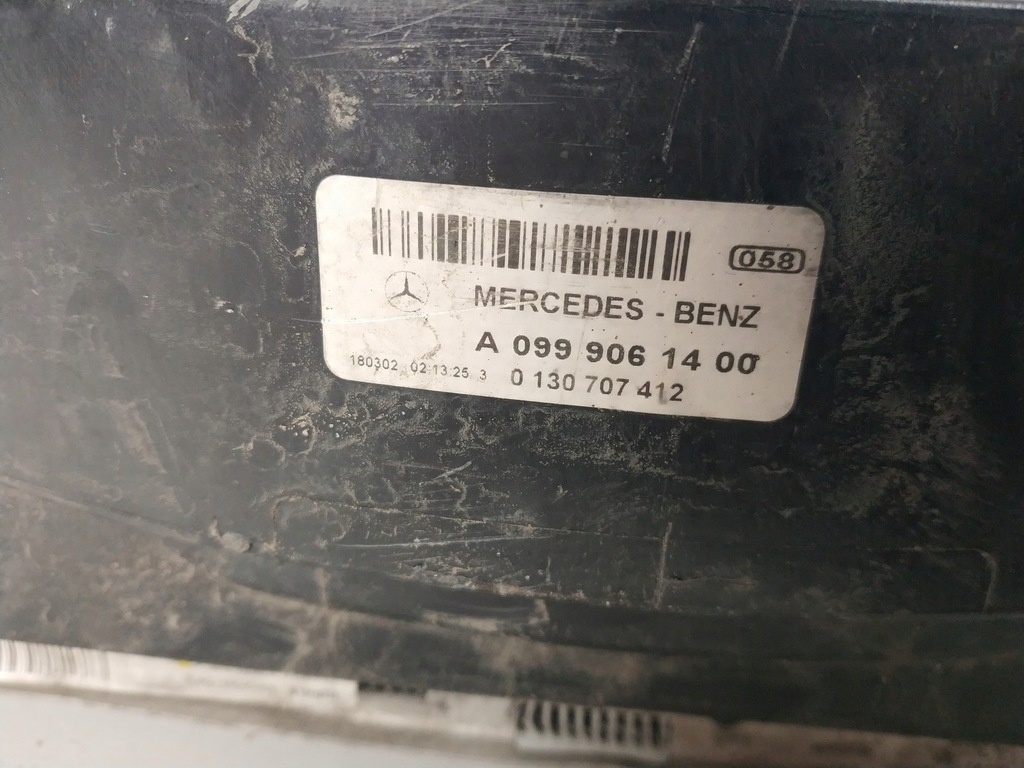 058
MERCEDES - BENZ
A 099 906 14 00
180302 02:13:25 3 0 130 707 412